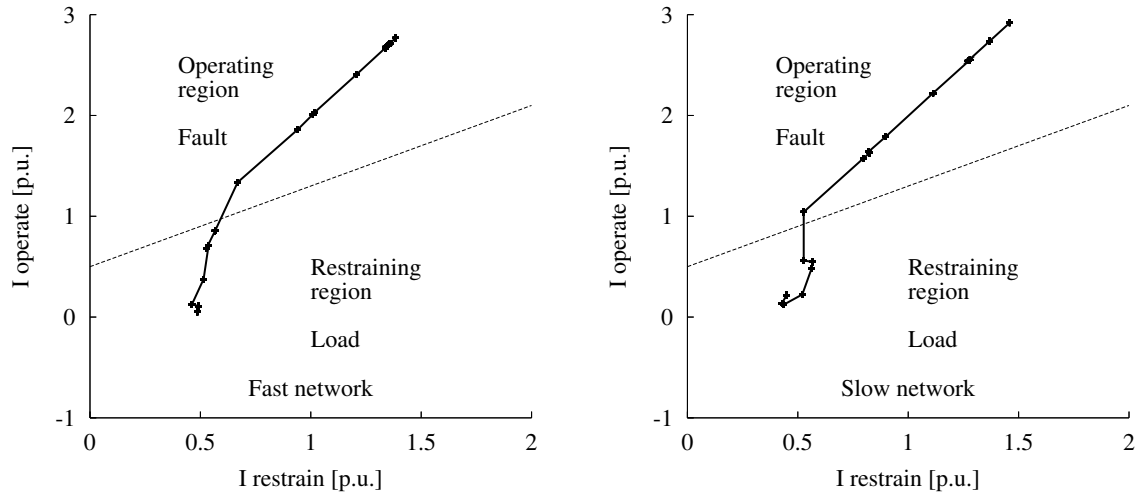 3
2
1
0
-1
0
0.5
1
1.5
2
I operate [p.u.]
I restrain [p.u.]
Operating
region
Fault
Restraining
region
Load
Fast network
3
2
1
0
-1
0
0.5
1
1.5
2
I operate [p.u.]
I restrain [p.u.]
Operating
region
Fault
Restraining
region
Load
Slow network